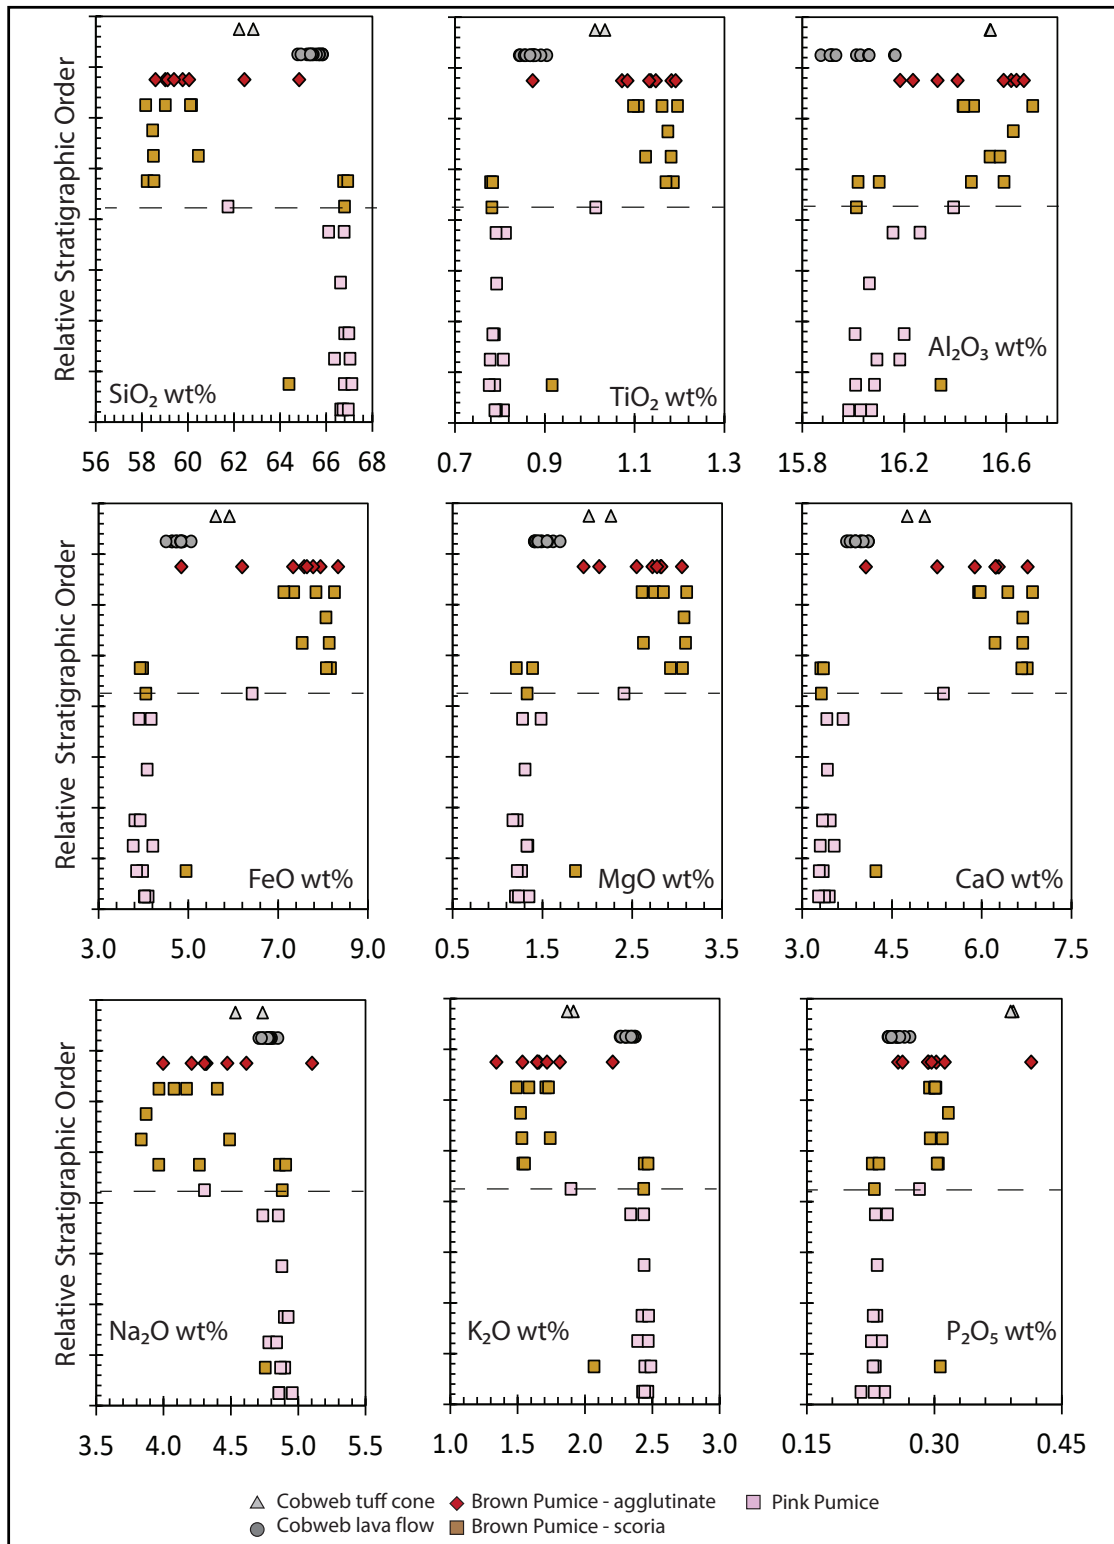 Relative Stratigraphic Order
SiO₂ wt%
56 58 60 62 64 66 68
TiO₂ wt%
0.7 0.9 1.1 1.3
Al₂O₃ wt%
15.8 16.2 16.6
Relative Stratigraphic Order
FeO wt%
3.0 5.0 7.0 9.0
MgO wt%
0.5 1.5 2.5 3.5
CaO wt%
3.0 4.5 6.0 7.5
Relative Stratigraphic Order
Na₂O wt%
3.5 4.0 4.5 5.0 5.5
K₂O wt%
1.0 1.5 2.0 2.5 3.0
P₂O₅ wt%
0.15 0.30 0.45
Cobweb tuff cone Brown Pumice - agglutinate Pink Pumice
Cobweb lava flow Brown Pumice - scoria